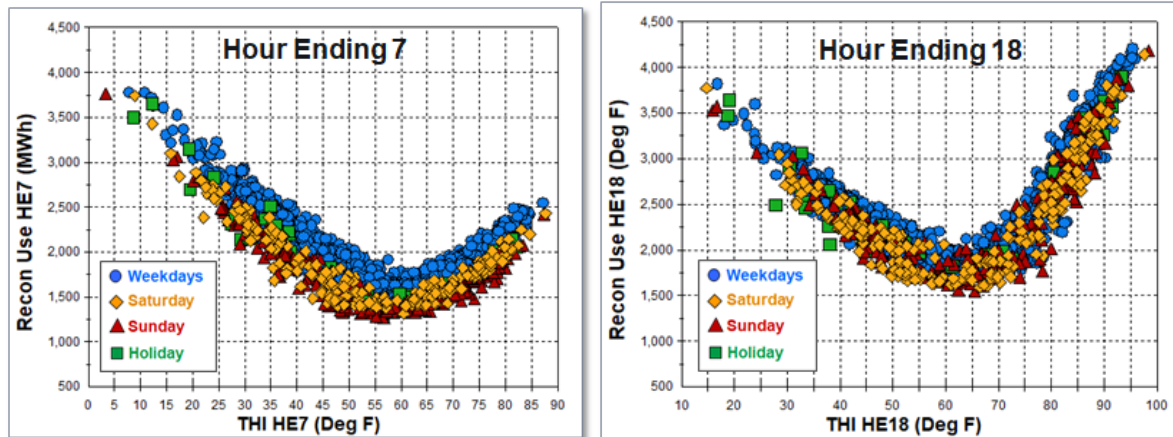 Hour Ending 7
Recon Use HE7 (MWh)
4,500
4,000
3,500
3,000
2,500
2,000
1,500
1,000
500
Weekdays
Saturday
Sunday
Holiday
0 5 10 15 20 25 30 35 40 45 50 55 60 65 70 75 80 85 90
THI HE7 (Deg F)
Hour Ending 18
Recon Use HE18 (Deg F)
4,500
4,000
3,500
3,000
2,500
2,000
1,500
1,000
500
Weekdays
Saturday
Sunday
Holiday
10 20 30 40 50 60 70 80 90 100
THI HE18 (Deg F)